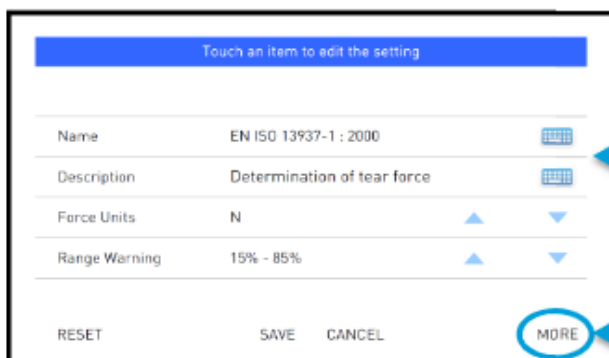 Touch an item to edit the setting
Name EN ISO 13937-1 : 2000
Description Determination of tear force
Force Units N
Range Warning 15% - 85%
RESET SAVE CANCEL MORE